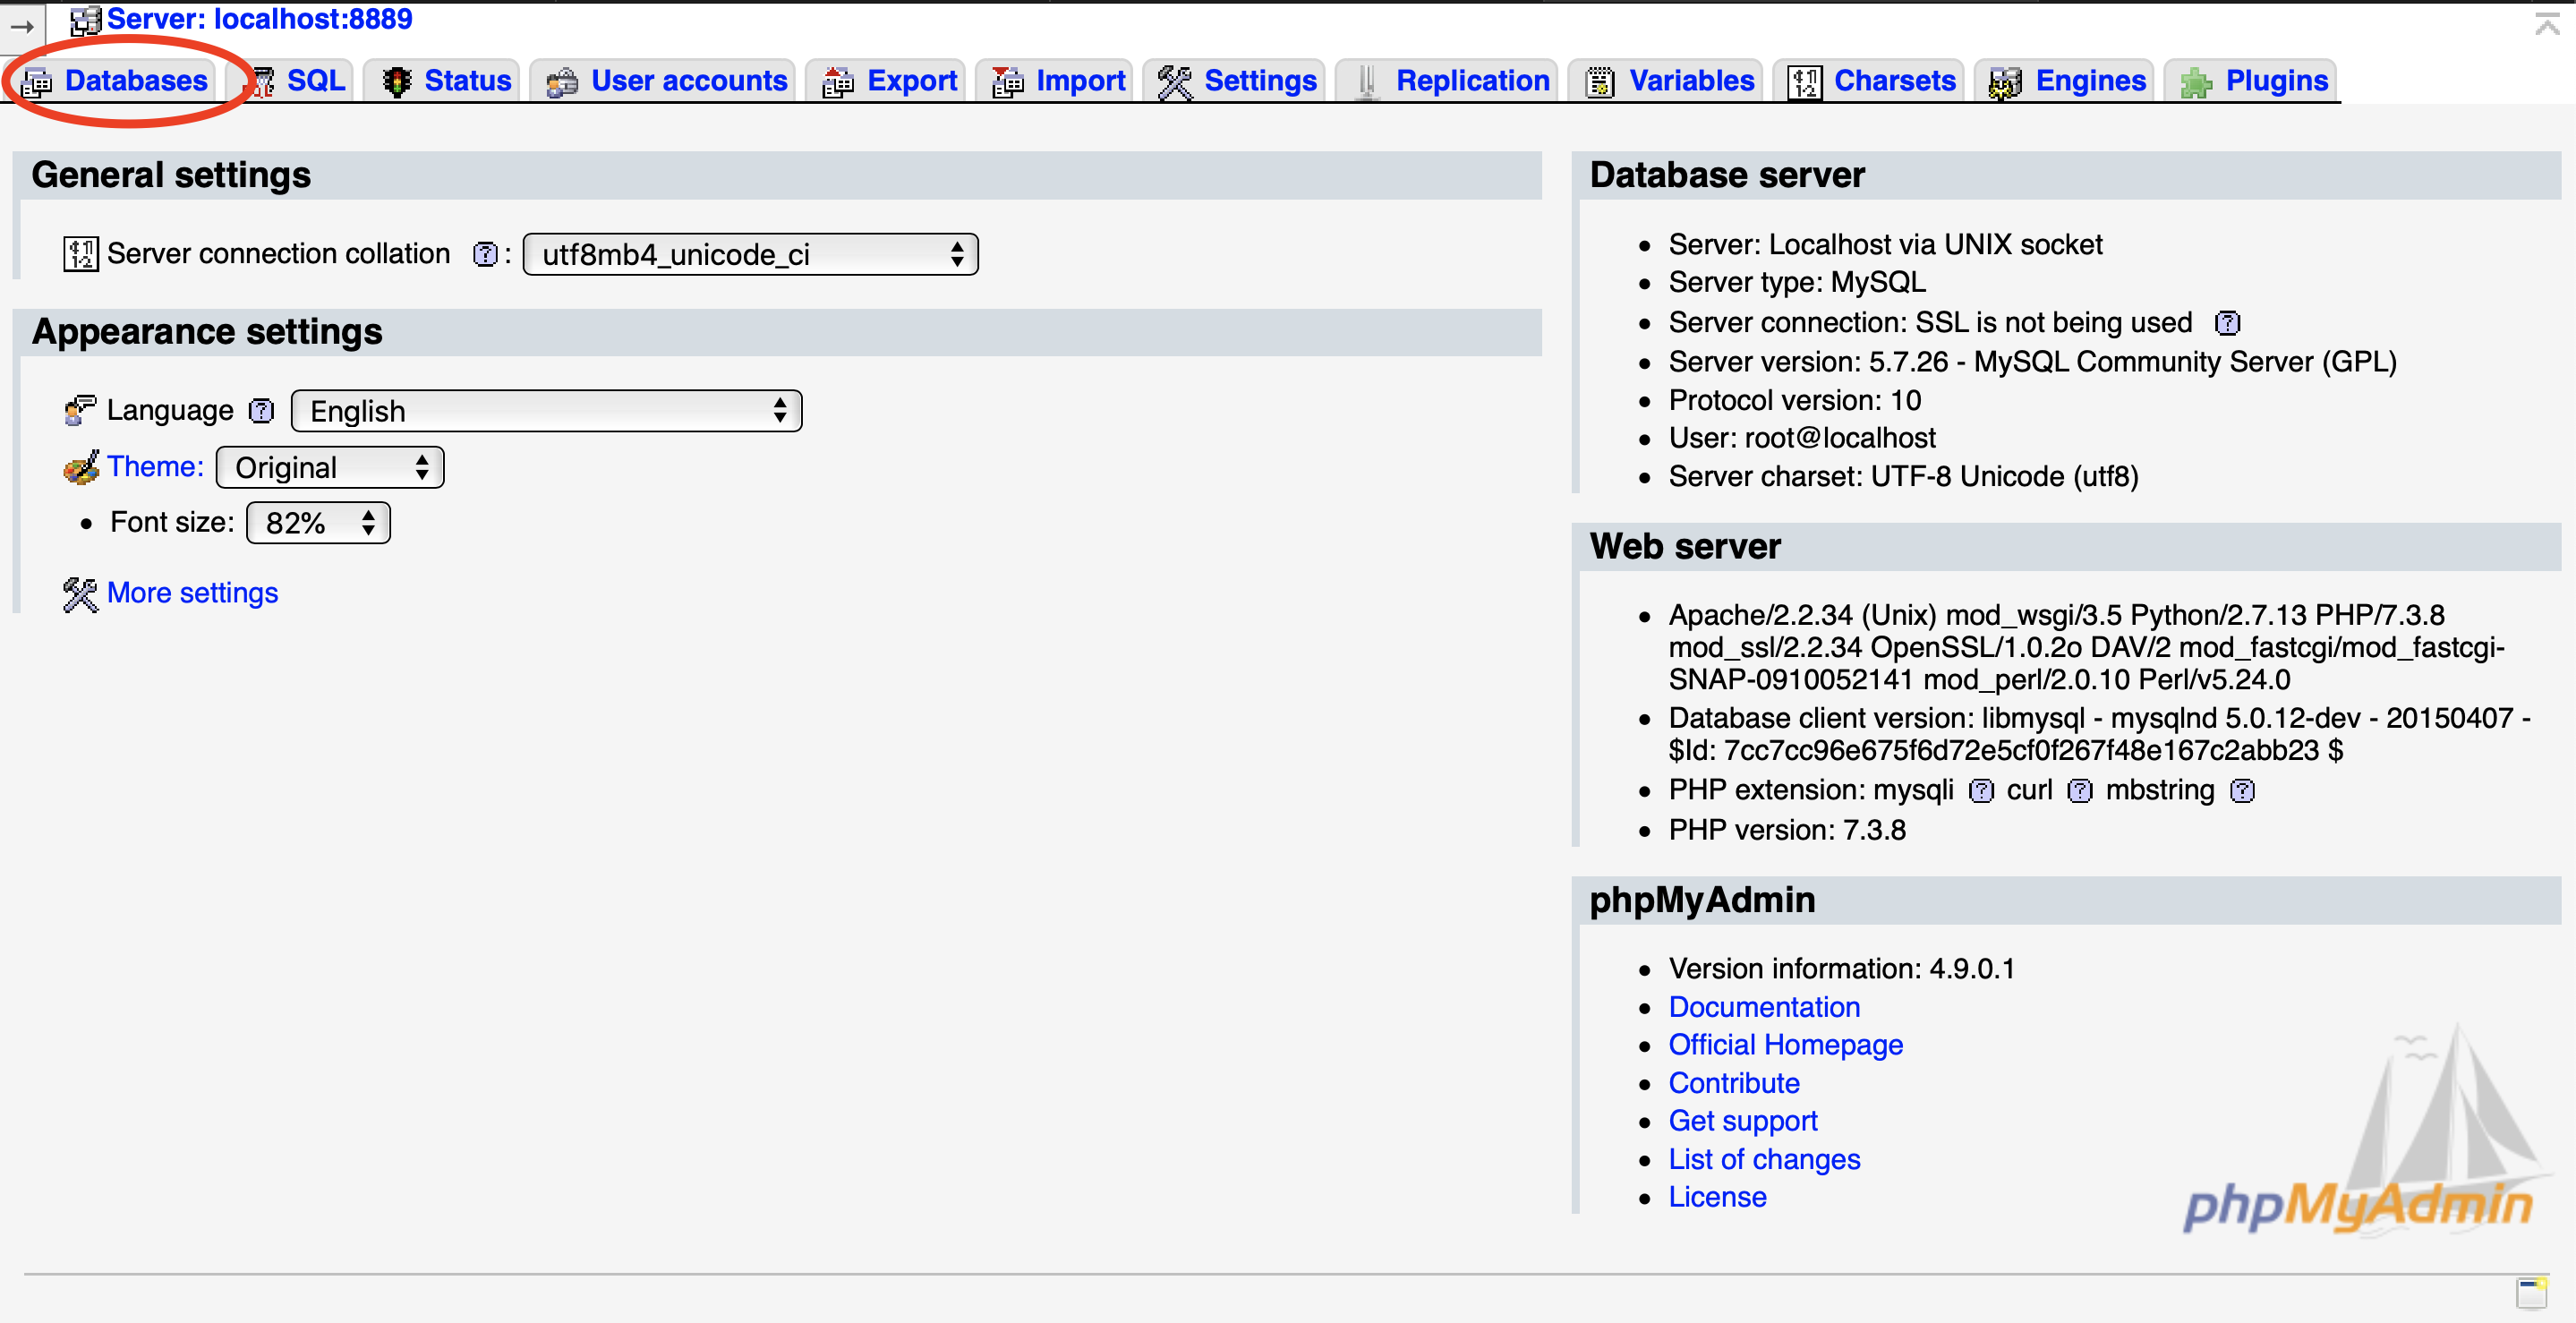 Server: localhost:8889
Databases SQL Status User accounts Export Import Settings Replication Variables Charsets Engines Plugins
General settings
Server connection collation : utf8mb4_unicode_ci
Appearance settings
Language English
Theme: Original
Font size: 82%
More settings
Database server
Server: Localhost via UNIX socket
Server type: MySQL
Server connection: SSL is not being used
Server version: 5.7.26 - MySQL Community Server (GPL)
Protocol version: 10
User: root@localhost
Server charset: UTF-8 Unicode (utf8)
Web server
Apache/2.2.34 (Unix) mod_wsgi/3.5 Python/2.7.13 PHP/7.3.8
mod_ssl/2.2.34 OpenSSL/1.0.2o DAV/2 mod_fastcgi/mod_fastcgi-
SNAP-0910052141 mod_perl/2.0.10 Perl/v5.24.0
Database client version: libmysql - mysqlnd 5.0.12-dev - 20150407 -
$Id: 7cc7cc96e675f6d72e5cf0f267f48e167c2abb23 $
PHP extension: mysqli curl mbstring
PHP version: 7.3.8
phpMyAdmin
Version information: 4.9.0.1
Documentation
Official Homepage
Contribute
Get support
List of changes
License
phpMyAdmin